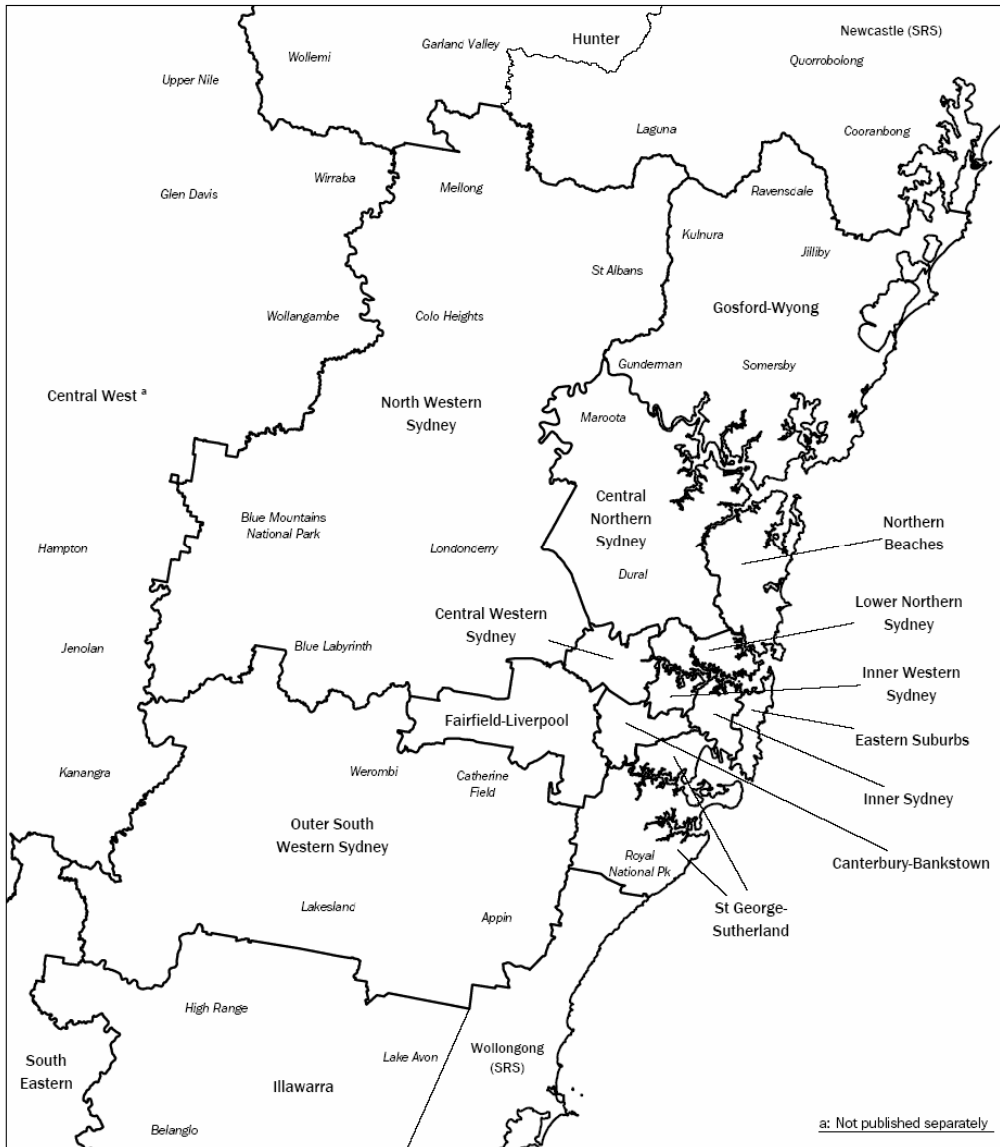 Newcastle (SRS)
Hunter
Garland Valley
Wollemi
Quorrobolong
Upper Nile
Laguna
Cooranbong
Wirraba
Mellong
Glen Davis
Ravensdale
Kulnura
Jilliby
St Albans
Gosford-Wyong
Wollangambe
Colo Heights
Gunderman
Somersby
Central West a
North Western
Sydney
Maroota
Central
Northern
Sydney
Blue Mountains
National Park
Northern
Beaches
Hampton
Londonderry
Dural
Central Western
Sydney
Lower Northern
Sydney
Jenolan
Blue Labyrinth
Inner Western
Sydney
Fairfield-Liverpool
Eastern Suburbs
Kanangra
Werombi
Catherine
Field
Inner Sydney
Outer South
Western Sydney
Royal
National Pk
Canterbury-Bankstown
Lakesland
Appin
St George-
Sutherland
High Range
Lake Avon
Wollongong
(SRS)
South
Eastern
Illawarra
Belanglo
a: Not published separately